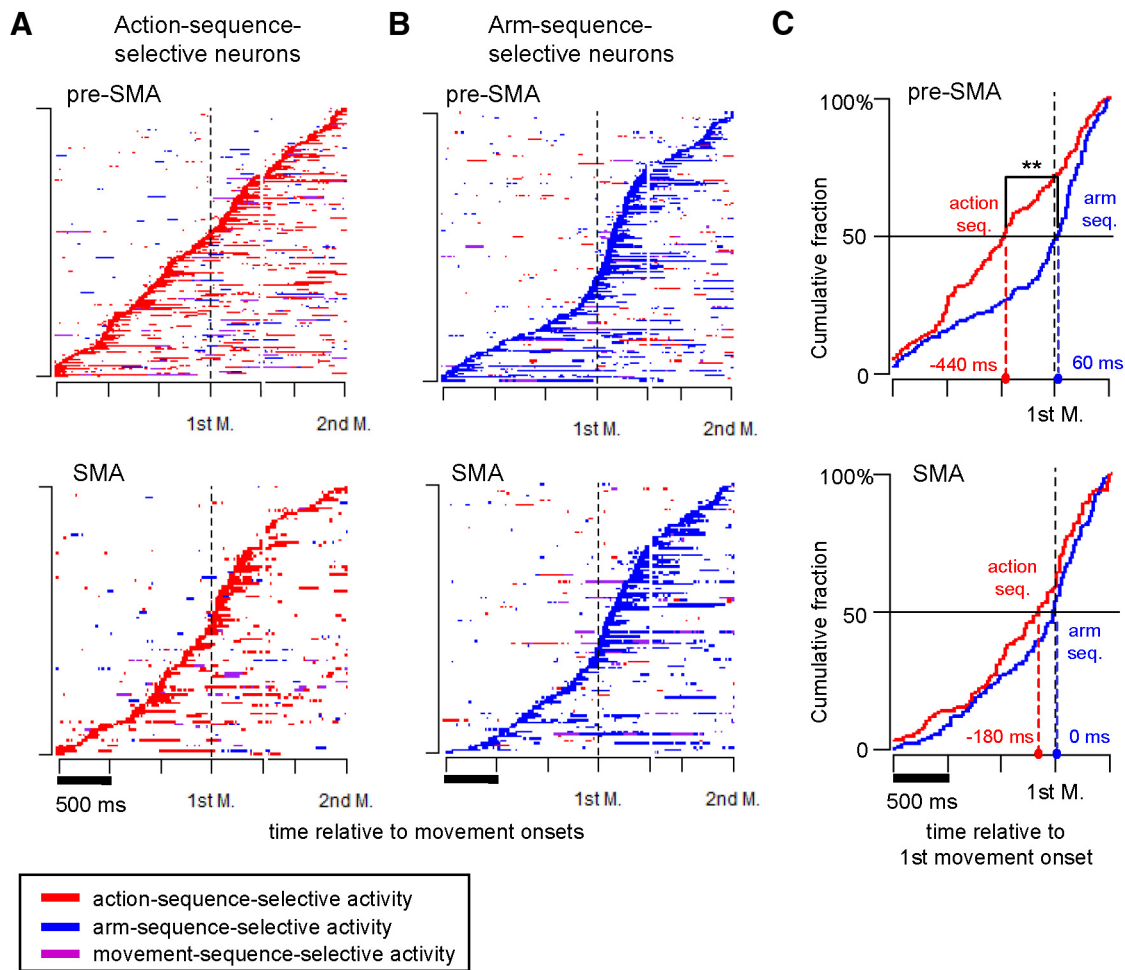 A
Action-sequence-
selective neurons
B
Arm-sequence-
selective neurons
C
pre-SMA
1st M.
2nd M.
pre-SMA
1st M.
2nd M.
pre-SMA
100%
50
0
Cumulative fraction
**
action
seq.
arm
seq.
-440 ms
60 ms
1st M.
SMA
500 ms
1st M.
2nd M.
SMA
1st M.
2nd M.
time relative to movement onsets
SMA
100%
50
0
Cumulative fraction
action
seq.
arm
seq.
-180 ms
0 ms
500 ms
1st M.
time relative to
1st movement onset
action-sequence-selective activity
arm-sequence-selective activity
movement-sequence-selective activity